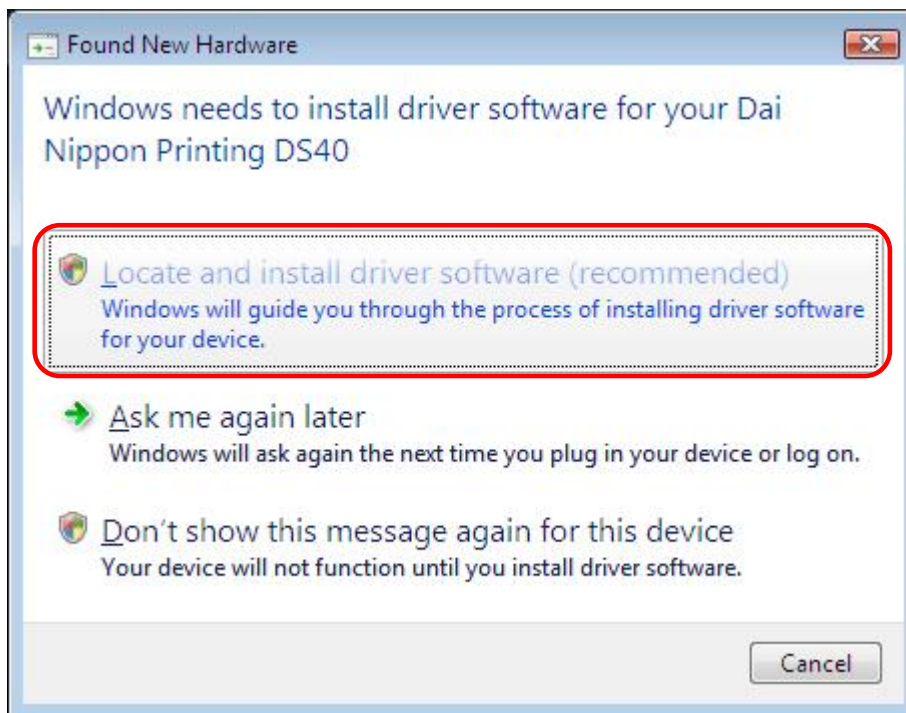 Found New Hardware
Windows needs to install driver software for your Dai
Nippon Printing DS40
Locate and install driver software (recommended)
Windows will guide you through the process of installing driver software
for your device.
Ask me again later
Windows will ask again the next time you plug in your device or log on.
Don't show this message again for this device
Your device will not function until you install driver software.
Cancel